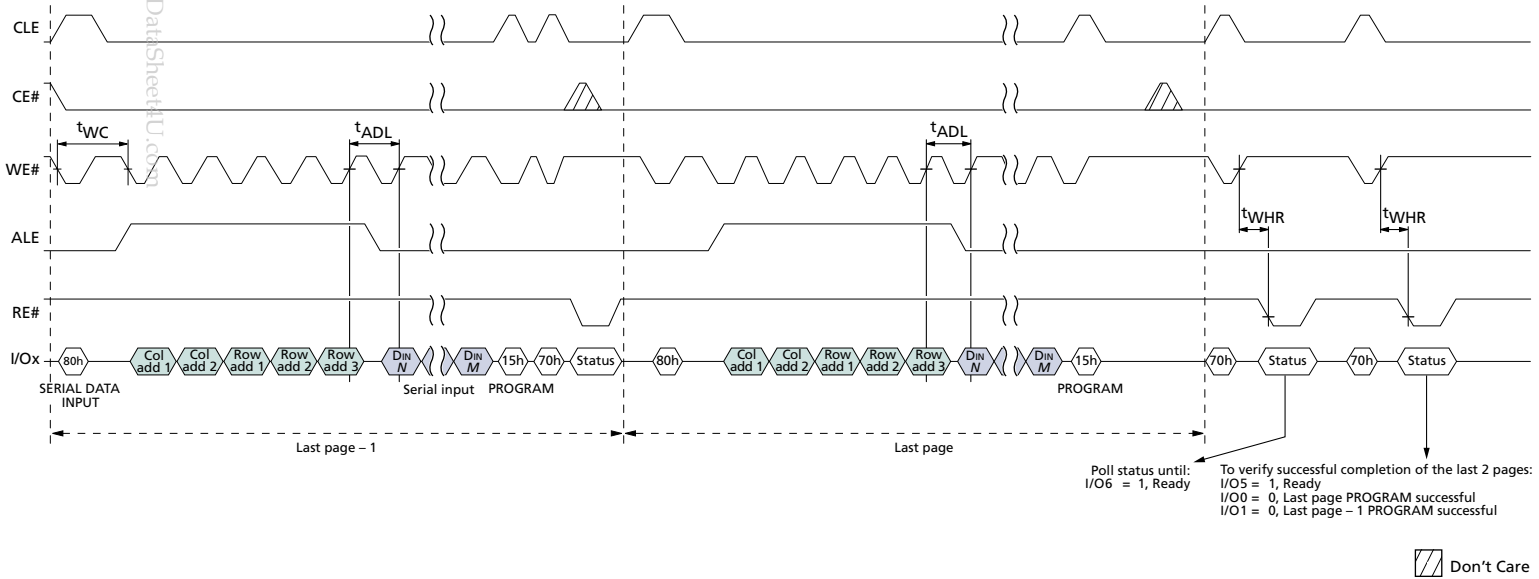 DataSheet4U.com
CLE
CE#
tWC
tADL
tADL
WE#
ALE
tWHR
tWHR
RE#
I/Ox
80h
Col add 1
Col add 2
Row add 1
Row add 2
Row add 3
DIN N
DIN M
15h
70h
Status
80h
Col add 1
Col add 2
Row add 1
Row add 2
Row add 3
DIN N
DIN M
15h
70h
Status
70h
Status
SERIAL DATA
INPUT
Serial input
PROGRAM
PROGRAM
Last page – 1
Last page
Poll status until:
I/O6 = 1, Ready
To verify successful completion of the last 2 pages:
I/O5 = 1, Ready
I/O0 = 0, Last page PROGRAM successful
I/O1 = 0, Last page – 1 PROGRAM successful
Don't Care